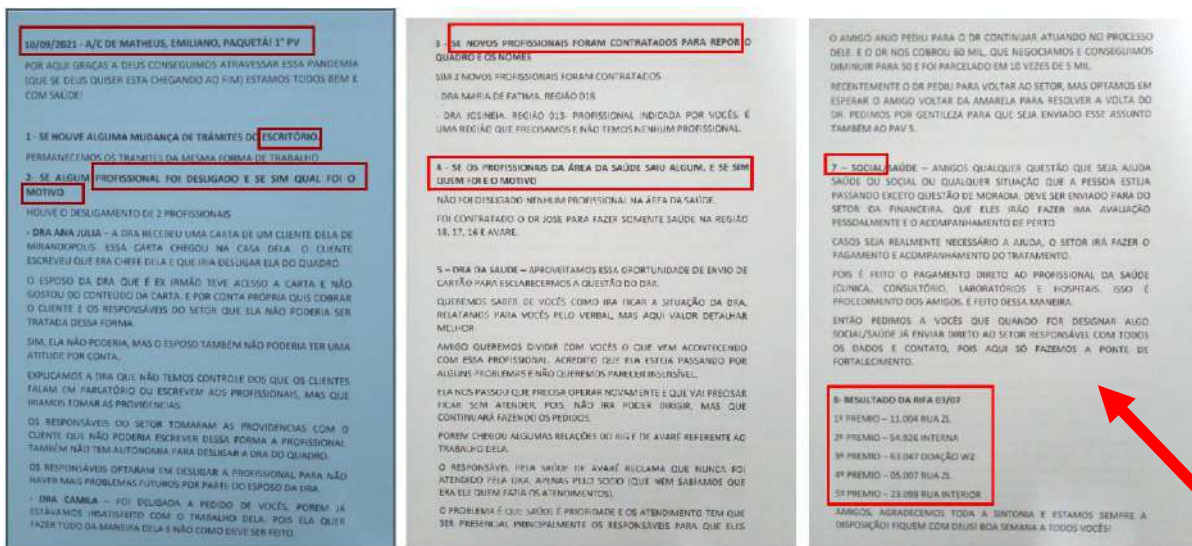 10/09/2021 - A/C DE MATHEUS, EMILIANO, PAQUETÁ! 1° PV
POR AQUI GRAÇAS A DEUS CONSEGUIMOS ATRAVESSAR ESSA PANDEMIA
(QUE SE DEUS QUISER ESTA CHEGANDO AO FIM) ESTAMOS TODOS BEM E
COM SAÚDE!
1 - SE HOUVE ALGUMA MUDANÇA DE TRÂMITES DO ESCRITÓRIO.
PERMANECEMOS OS TRAMITES DA MESMA FORMA DE TRABALHO
2- SE ALGUM PROFISSIONAL FOI DESLIGADO E SE SIM QUAL FOI O
MOTIVO
HOUVE O DESLIGAMENTO DE 2 PROFISSIONAIS
- DRA ANA JULIA – A DRA RECEBEU UMA CARTA DE UM CLIENTE DELA DE
MIRANDOPOLIS. ESSA CARTA CHEGOU NA CASA DELA. O CLIENTE
ESCREVEU QUE ERA CHEFE DELA E QUE IRIA DESLIGAR ELA DO QUADRO.
O ESPOSO DA DRA QUE É EX IRMÃO TEVE ACESSO A CARTA E NÃO
GOSTOU DO CONTEÚDO DA CARTA. E POR CONTA PRÓPRIA QUIS COBRAR
O CLIENTE E OS RESPONSÁVEIS DO SETOR QUE ELA NÃO PODERIA SER
TRATADA DESSA FORMA.
SIM, ELA NÃO PODERIA, MAS O ESPOSO TAMBÉM NÃO PODERIA TER UMA
ATITUDE POR CONTA.
EXPLICAMOS A DRA QUE NÃO TEMOS CONTROLE DOS QUE OS CLIENTES
FALAM EM PARLATÓRIO OU ESCREVEM AOS PROFISSIONAIS, MAS QUE
IRIAMOS TOMAR AS PROVIDENCIAS.
OS RESPONSÁVEIS DO SETOR TOMARAM AS PROVIDENCIAS COM O
CLIENTE QUE NÃO PODERIA ESCREVER DESSA FORMA A PROFISSIONAL.
TAMBÉM NÃO TEM AUTONOMIA PARA DESLIGAR A DRA DO QUADRO.
OS RESPONSÁVEIS OPTARAM EM DESLIGAR A PROFISSIONAL PARA NÃO
HAVER MAIS PROBLEMAS FUTUROS POR PARTE DO ESPOSO DA DRA
- DRA CAMILA – FOI DELIGADA A PEDIDO DE VOCÊS, POREM JÁ
ESTÁVAMOS INSATISFEITO COM O TRABALHO DELA, POIS ELA QUER
FAZER TUDO DA MANEIRA DELA E NÃO COMO DEVE SER FEITO.
3 - SE NOVOS PROFISSIONAIS FORAM CONTRATADOS PARA REPOR O
QUADRO E OS NOMES
SIM 2 NOVOS PROFISSIONAIS FORAM CONTRATADOS
- DRA MARIA DE FATIMA. REGIÃO 018
- DRA JOSINEIA. REGIÃO 013- PROFISSIONAL INDICADA POR VOCÊS, É
UMA REGIÃO QUE PRECISAMOS E NÃO TEMOS NENHUM PROFISSIONAL.
4 - SE OS PROFISSIONAIS DA ÁREA DA SAÚDE SAIU ALGUM, E SE SIM
QUEM FOI E O MOTIVO
NÃO FOI DESLIGADO NENHUM PROFISSIONAL NA ÁREA DA SAÚDE.
FOI CONTRATADO O DR JOSE PARA FAZER SOMENTE SAÚDE NA REGIÃO
18, 17, 16 E AVARE.
5 – DRA DA SAUDE – APROVEITAMOS ESSA OPORTUNIDADE DE ENVIO DE
CARTÃO PARA ESCLARECERMOS A QUESTÃO DO DRA.
QUEREMOS SABER DE VOCÊS COMO IRA FICAR A SITUAÇÃO DA DRA,
RELATAMOS PARA VOCÊS PELO VERBAL, MAS AQUI VALOR DETALHAR
MELHOR.
AMIGO QUEREMOS DIVIDIR COM VOCÊS O QUE VEM ACONTECENDO
COM ESSA PROFISSIONAL. ACREDITO QUE ELA ESTEJA PASSANDO POR
ALGUNS PROBLEMAS E NÃO QUEREMOS PARECER INSENSÍVEL.
ELA NOS PASSOU QUE PRECISA OPERAR NOVAMENTE E QUE VAI PRECISAR
FICAR SEM ATENDER, POIS, NÃO IRA PODER DIRIGIR, MAS QUE
CONTINUARÁ FAZENDO OS PEDIDOS.
POREM CHEGOU ALGUMAS RELAÇÕES DO E DE AVARÉ REFERENTE AO
TRABALHO DELA.
O RESPONSÁVEL PELA SAÚDE DE AVARÉ RECLAMA QUE NUNCA FOI
ATENDIDO PELA DRA, APENAS PELO SOCIO (QUE NEM SABÍAMOS QUE
ERA ELE QUEM FAZIA OS ATENDIMENTOS).
O PROBLEMA É QUE SAÚDE É PRIORIDADE E OS ATENDIMENTO TEM QUE
SER PRESENCIAL PRINCIPALMENTE OS RESPONSÁVEIS PARA QUE ELES
O AMIGO ANJO PEDIU PARA O DR CONTINUAR ATUANDO NO PROCESSO
DELE. E O DR NOS COBROU 60 MIL, QUE NEGOCIAMOS E CONSEGUIMOS
DIMINUIR PARA 50 E FOI PARCELADO EM 10 VEZES DE 5 MIL.
RECENTEMENTE O DR PEDIU PARA VOLTAR AO SETOR, MAS OPTAMOS EM
ESPERAR O AMIGO VOLTAR DA AMARELA PARA RESOLVER A VOLTA DO
DR. PEDIMOS POR GENTILEZA PARA QUE SEJA ENVIADO ESSE ASSUNTO
TAMBÉM AO PAV 5.
7 – SOCIAL/SAÚDE – AMIGOS QUALQUER QUESTÃO QUE SEJA AJUDA
SAÚDE OU SOCIAL OU QUALQUER SITUAÇÃO QUE A PESSOA ESTEJA
PASSANDO EXCETO QUESTÃO DE MORADIA, DEVE SER ENVIADO PARA DO
SETOR DA FINANCEIRA, QUE ELES IRÃO FAZER IMA AVALIAÇÃO
PESSOALMENTE E O ACOMPANHAMENTO DE PERTO
CASOS SEJA REALMENTE NECESSÁRIO A AJUDA, O SETOR IRÁ FAZER O
PAGAMENTO E ACOMPANHAMENTO DO TRATAMENTO.
POIS É FEITO O PAGAMENTO DIRETO AO PROFISSIONAL DA SAÚDE
(CLINICA, CONSULTÓRIO, LABORATÓRIOS E HOSPITAIS. ISSO É
PROCEDIMENTO DOS AMIGOS. É FEITO DESSA MANEIRA.
ENTÃO PEDIMOS A VOCÊS QUE QUANDO FOR DESIGNAR ALGO
SOCIAL/SAÚDE JÁ ENVIAR DIRETO AO SETOR RESPONSÁVEL COM TODOS
OS DADOS E CONTATO, POIS AQUI SÓ FAZEMOS A PONTE DE
FORTALECIMENTO.
8- RESULTADO DA RIFA 03/07
1º PREMIO – 11.004 RUA ZL
2º PREMIO – 54.926 INTERNA
3º PREMIO – 63.047 DOAÇÃO W2
4º PREMIO – 05.007 RUA ZL
5º PREMIO – 23.098 RUA INTERIOR
AMIGOS, AGRADECEMOS TODA A SINTONIA E ESTAMOS SEMPRE A
DISPOSIÇÃO! FIQUEM COM DEUS! BOA SEMANA A TODOS VOCÊS!